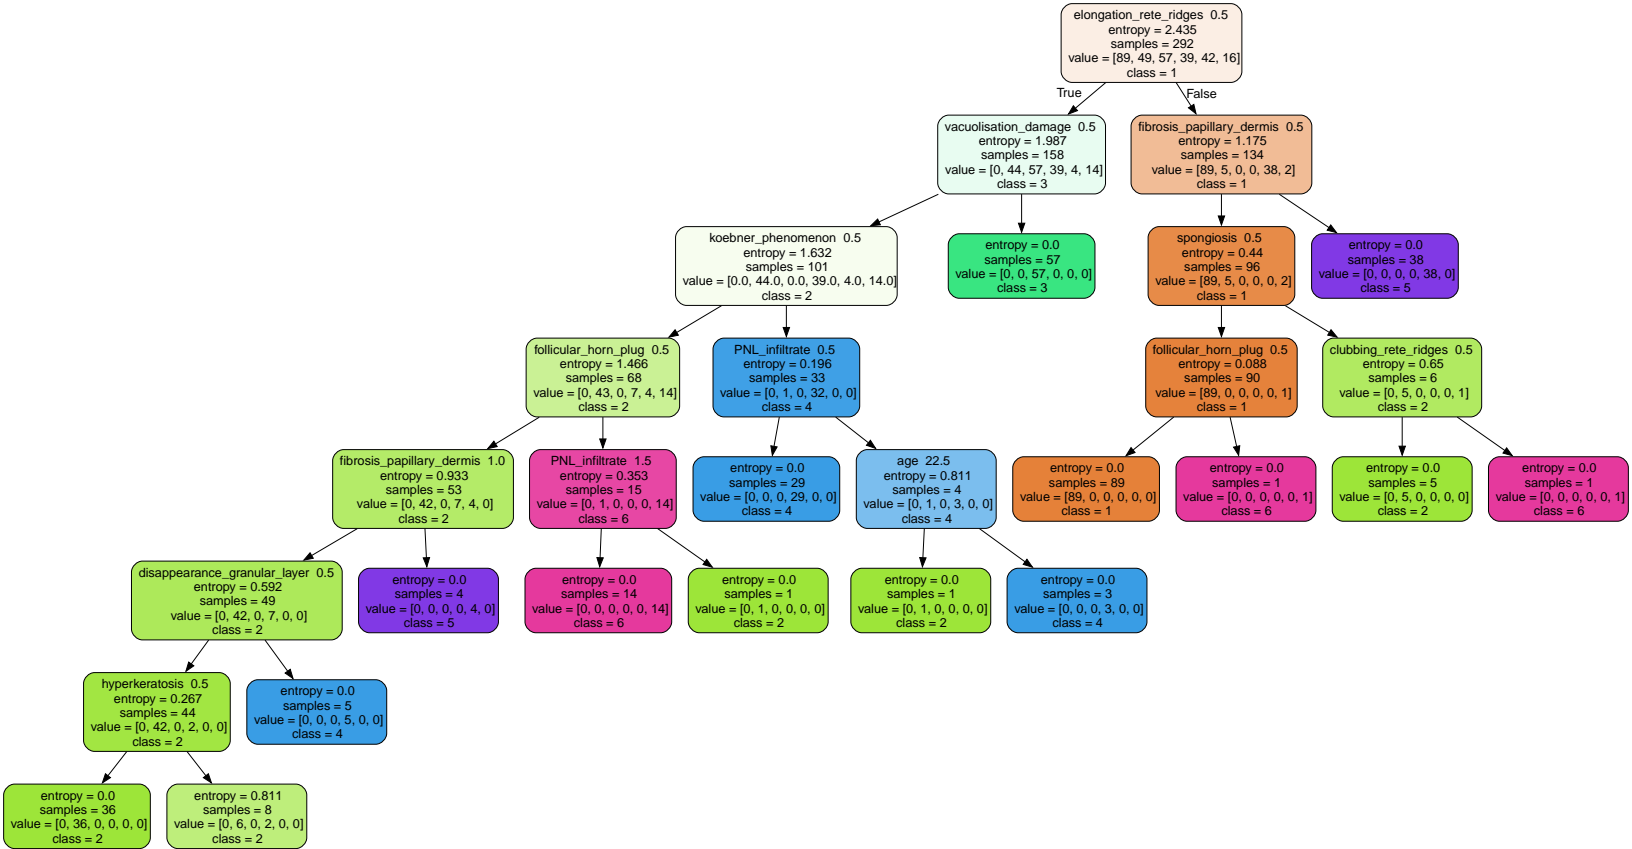 elongation_rete_ridges 0.5
entropy = 2.435
samples = 292
value = [89, 49, 57, 39, 42, 16]
class = 1
True
False
vacuolisation_damage 0.5
entropy = 1.987
samples = 158
value = [0, 44, 57, 39, 4, 14]
class = 3
fibrosis_papillary_dermis 0.5
entropy = 1.175
samples = 134
value = [89, 5, 0, 0, 38, 2]
class = 1
koebner_phenomenon 0.5
entropy = 1.632
samples = 101
value = [0.0, 44.0, 0.0, 39.0, 4.0, 14.0]
class = 2
entropy = 0.0
samples = 57
value = [0, 0, 57, 0, 0, 0]
class = 3
spongiosis 0.5
entropy = 0.44
samples = 96
value = [89, 5, 0, 0, 0, 2]
class = 1
entropy = 0.0
samples = 38
value = [0, 0, 0, 0, 38, 0]
class = 5
follicular_horn_plug 0.5
entropy = 1.466
samples = 68
value = [0, 43, 0, 7, 4, 14]
class = 2
PNL_infiltrate 0.5
entropy = 0.196
samples = 33
value = [0, 1, 0, 32, 0, 0]
class = 4
follicular_horn_plug 0.5
entropy = 0.088
samples = 90
value = [89, 0, 0, 0, 0, 1]
class = 1
clubbing_rete_ridges 0.5
entropy = 0.65
samples = 6
value = [0, 5, 0, 0, 0, 1]
class = 2
fibrosis_papillary_dermis 1.0
entropy = 0.933
samples = 53
value = [0, 42, 0, 7, 4, 0]
class = 2
PNL_infiltrate 1.5
entropy = 0.353
samples = 15
value = [0, 1, 0, 0, 0, 14]
class = 6
entropy = 0.0
samples = 29
value = [0, 0, 0, 29, 0, 0]
class = 4
age 22.5
entropy = 0.811
samples = 4
value = [0, 1, 0, 3, 0, 0]
class = 4
entropy = 0.0
samples = 89
value = [89, 0, 0, 0, 0, 0]
class = 1
entropy = 0.0
samples = 1
value = [0, 0, 0, 0, 0, 1]
class = 6
entropy = 0.0
samples = 5
value = [0, 5, 0, 0, 0, 0]
class = 2
entropy = 0.0
samples = 1
value = [0, 0, 0, 0, 0, 1]
class = 6
disappearance_granular_layer 0.5
entropy = 0.592
samples = 49
value = [0, 42, 0, 7, 0, 0]
class = 2
entropy = 0.0
samples = 4
value = [0, 0, 0, 0, 4, 0]
class = 5
entropy = 0.0
samples = 14
value = [0, 0, 0, 0, 0, 14]
class = 6
entropy = 0.0
samples = 1
value = [0, 1, 0, 0, 0, 0]
class = 2
entropy = 0.0
samples = 1
value = [0, 1, 0, 0, 0, 0]
class = 2
entropy = 0.0
samples = 3
value = [0, 0, 0, 3, 0, 0]
class = 4
hyperkeratosis 0.5
entropy = 0.267
samples = 44
value = [0, 42, 0, 2, 0, 0]
class = 2
entropy = 0.0
samples = 5
value = [0, 0, 0, 5, 0, 0]
class = 4
entropy = 0.0
samples = 36
value = [0, 36, 0, 0, 0, 0]
class = 2
entropy = 0.811
samples = 8
value = [0, 6, 0, 2, 0, 0]
class = 2